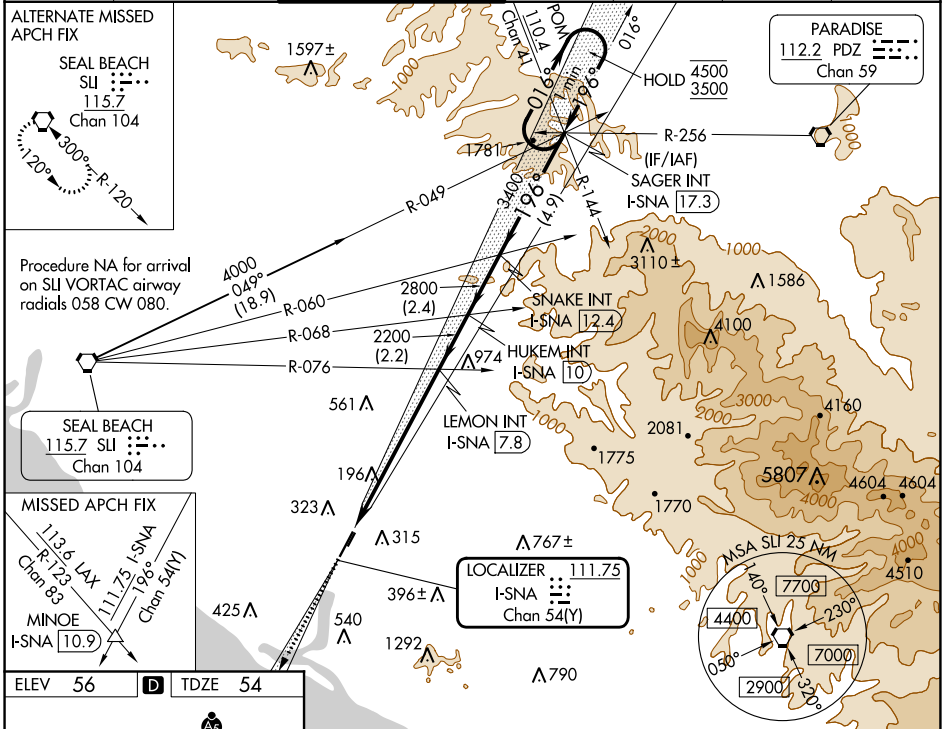 ALTERNATE MISSED
APCH FIX
SEAL BEACH
SLI
115.7
Chan 104
120°
300°
R-120
1597±
1000
POM
110.4
Chan 41
016°
016°
1 min
196°
HOLD 4500
3500
PARADISE
112.2 PDZ
Chan 59
R-256
1781
(IF/IAF)
SAGER INT
I-SNA 17.3
R-144
R-049
3400
196°
(4.9)
Procedure NA for arrival
on SLI VORTAC airway
radials 058 CW 080.
4000
049°
(18.9)
R-060
2800
(2.4)
R-068
2200
(2.2)
R-076
SNAKE INT
I-SNA 12.4
HUKEM INT
I-SNA 10
LEMON INT
I-SNA 7.8
2000
3110±
1000
1586
4100
974
561
3000
2000
4160
1000
2081
1775
5807
4604
4604
4000
1770
4000
4510
1000
SEAL BEACH
115.7 SLI
Chan 104
196
323
315
767±
MISSED APCH FIX
113.6 LAX
R-123
Chan 83
111.75 I-SNA
196°
Chan 54(Y)
MINOE
I-SNA 10.9
LOCALIZER 111.75
I-SNA
Chan 54(Y)
425
396±
540
1292
790
MSA SLI 25 NM
140°
7700
4400
230°
050°
7000
2900
320°
ELEV 56
D
TDZE 54
A5